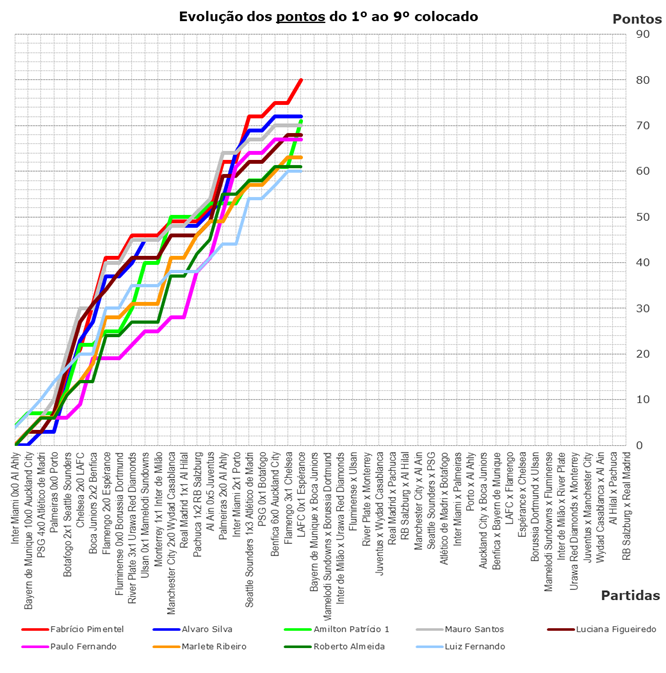 Evolução dos pontos do 1º ao 9º colocado
Pontos
90
80
70
60
50
40
30
20
10
0
Inter Miami 0x0 Al Ahly
Bayern de Munique 10x0 Auckland City
PSG 4x0 Atlético de Madri
Palmeiras 0x0 Porto
Botafogo 2x1 Seattle Sounders
Chelsea 2x0 LAFC
Boca Juniors 2x2 Benfica
Flamengo 2x0 Espérance
Fluminense 0x0 Borussia Dortmund
River Plate 3x1 Urawa Red Diamonds
Ulsan 0x1 Mamelodi Sundowns
Monterrey 1x1 Inter de Milão
Manchester City 2x0 Wydad Casablanca
Real Madrid 1x1 Al Hilal
Pachuca 1x2 RB Salzburg
Al Ain 0x5 Juventus
Palmeiras 2x0 Al Ahly
Inter Miami 2x1 Porto
Seattle Sounders 1x3 Atlético de Madri
PSG 0x1 Botafogo
Benfica 6x0 Auckland City
Flamengo 3x1 Chelsea
LAFC 0x1 Espérance
Bayern de Munique x Boca Juniors
Mamelodi Sundowns x Borussia Dortmund
Inter de Milão x Urawa Red Diamonds
Fluminense x Ulsan
River Plate x Monterrey
Juventus x Wydad Casablanca
Real Madrid x Pachuca
RB Salzburg x Al Hilal
Manchester City x Al Ain
Seattle Sounders x PSG
Atlético de Madri x Botafogo
Inter Miami x Palmeiras
Porto x Al Ahly
Auckland City x Boca Juniors
Benfica x Bayern de Munique
LAFC x Flamengo
Espérance x Chelsea
Borussia Dortmund x Ulsan
Mamelodi Sundowns x Fluminense
Inter de Milão x River Plate
Urawa Red Diamonds x Monterrey
Juventus x Manchester City
Wydad Casablanca x Al Ain
Al Hilal x Pachuca
RB Salzburg x Real Madrid
Partidas
Fabrício Pimentel
Alvaro Silva
Amilton Patrício 1
Mauro Santos
Luciana Figueiredo
Paulo Fernando
Marlete Ribeiro
Roberto Almeida
Luiz Fernando